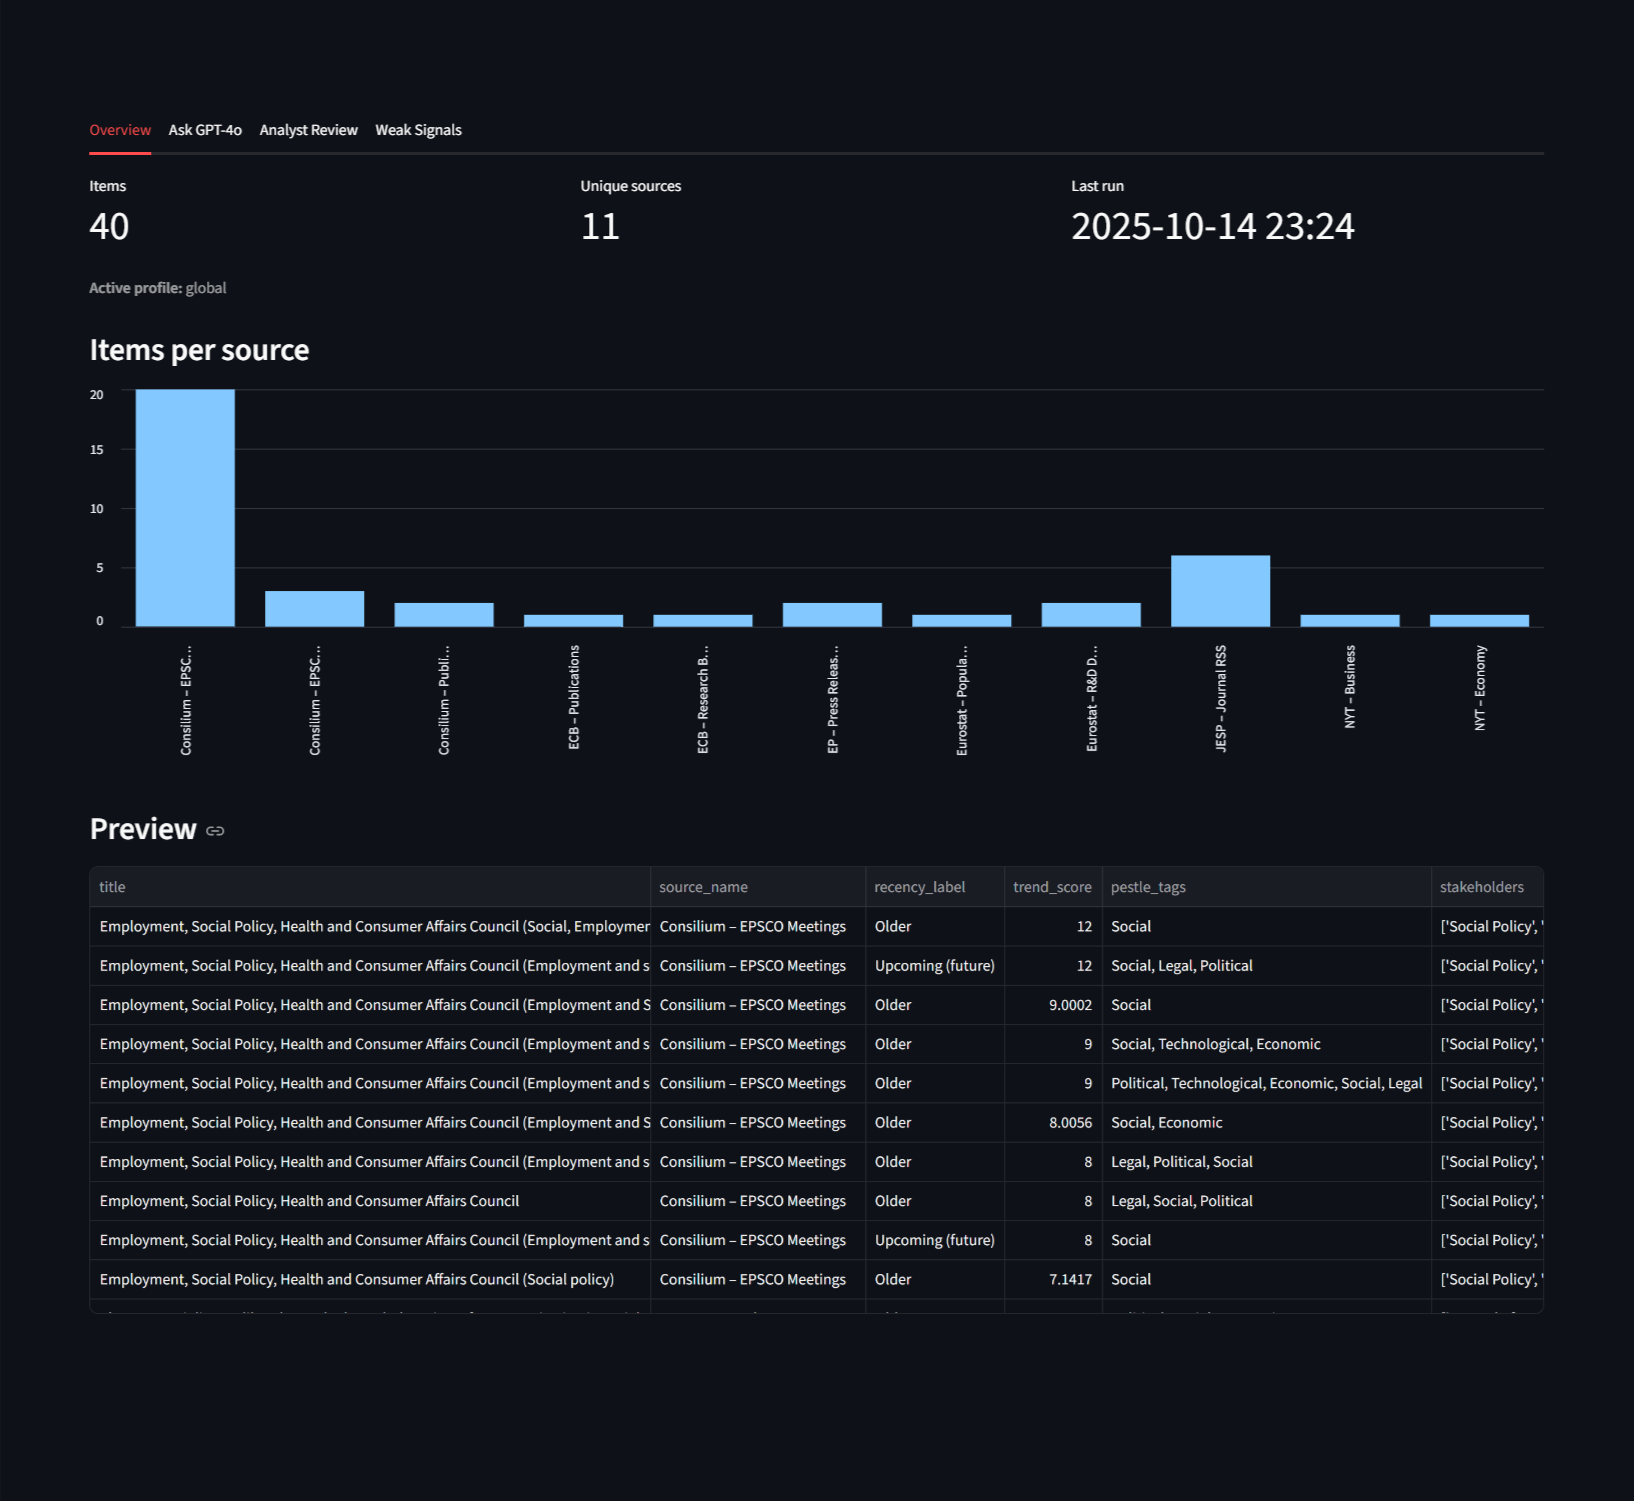 Overview Ask GPT-4o Analyst Review Weak Signals
Items Unique sources Last run
40 11 2025-10-14 23:24
Active profile: global
Items per source
20
15
10
5
0
Consilium – EPSC...
Consilium – EPSC...
Consilium – Publi...
ECB – Publications
ECB – Research B...
EP – Press Releas...
Eurostat – Popula...
Eurostat – R&D D...
JESP – Journal RSS
NYT – Business
NYT – Economy
Preview
title source_name recency_label trend_score pestle_tags stakeholders
Employment, Social Policy, Health and Consumer Affairs Council (Social, Employmer Consilium – EPSCO Meetings Older 12 Social ['Social Policy', '
Employment, Social Policy, Health and Consumer Affairs Council (Employment and s Consilium – EPSCO Meetings Upcoming (future) 12 Social, Legal, Political ['Social Policy', '
Employment, Social Policy, Health and Consumer Affairs Council (Employment and S Consilium – EPSCO Meetings Older 9.0002 Social ['Social Policy', '
Employment, Social Policy, Health and Consumer Affairs Council (Employment and s Consilium – EPSCO Meetings Older 9 Social, Technological, Economic ['Social Policy', '
Employment, Social Policy, Health and Consumer Affairs Council (Employment and s Consilium – EPSCO Meetings Older 9 Political, Technological, Economic, Social, Legal ['Social Policy', '
Employment, Social Policy, Health and Consumer Affairs Council (Employment and S Consilium – EPSCO Meetings Older 8.0056 Social, Economic ['Social Policy', '
Employment, Social Policy, Health and Consumer Affairs Council (Employment and s Consilium – EPSCO Meetings Older 8 Legal, Political, Social ['Social Policy', '
Employment, Social Policy, Health and Consumer Affairs Council Consilium – EPSCO Meetings Older 8 Legal, Social, Political ['Social Policy', '
Employment, Social Policy, Health and Consumer Affairs Council (Employment and s Consilium – EPSCO Meetings Upcoming (future) 8 Social ['Social Policy', '
Employment, Social Policy, Health and Consumer Affairs Council (Social policy) Consilium – EPSCO Meetings Older 7.1417 Social ['Social Policy', '